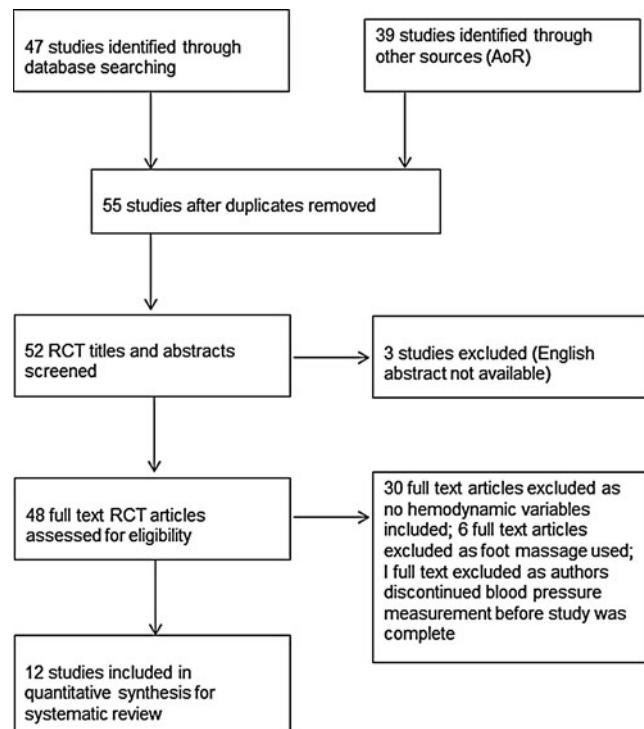 47 studies identified through
database searching
39 studies identified through
other sources (AoR)
55 studies after duplicates removed
52 RCT titles and abstracts
screened
3 studies excluded (English
abstract not available)
48 full text RCT articles
assessed for eligibility
30 full text articles excluded as
no hemodynamic variables
included; 6 full text articles
excluded as foot massage used;
I full text excluded as authors
discontinued blood pressure
measurement before study was
complete
12 studies included in
quantitative synthesis for
systematic review